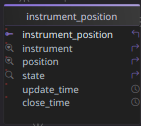 instrument_position
instrument_position
instrument
position
state
update_time
close_time